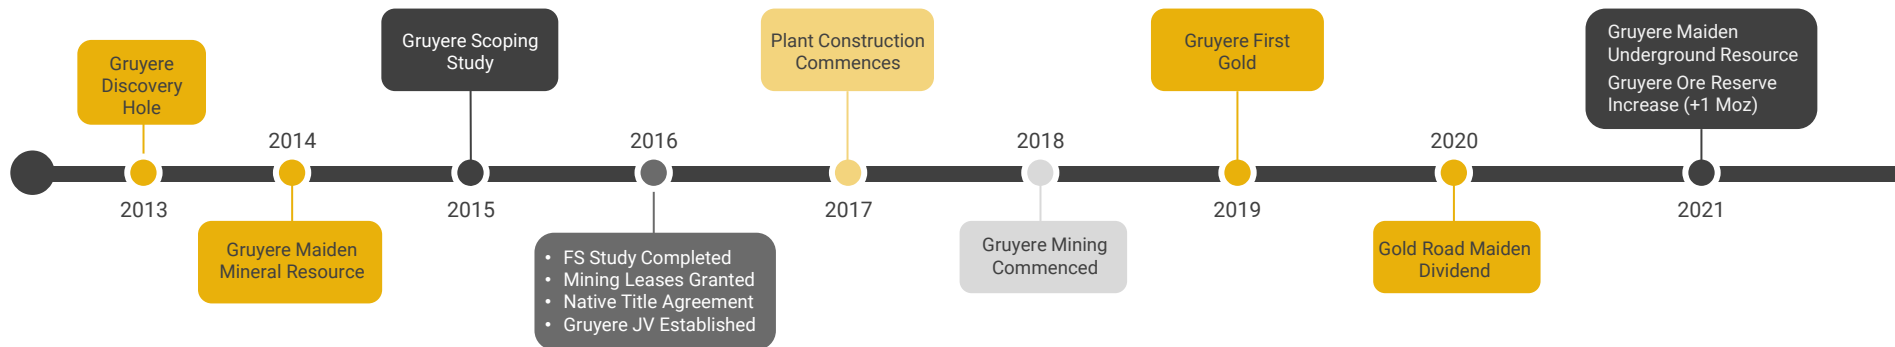 Gruyere
Discovery
Hole
2013
2014
Gruyere Maiden
Mineral Resource
Gruyere Scoping
Study
2015
2016
• FS Study Completed
• Mining Leases Granted
• Native Title Agreement
• Gruyere JV Established
Plant Construction
Commences
2017
2018
Gruyere Mining
Commenced
Gruyere First
Gold
2019
2020
Gold Road Maiden
Dividend
Gruyere Maiden
Underground Resource
Gruyere Ore Reserve
Increase (+1 Moz)
2021